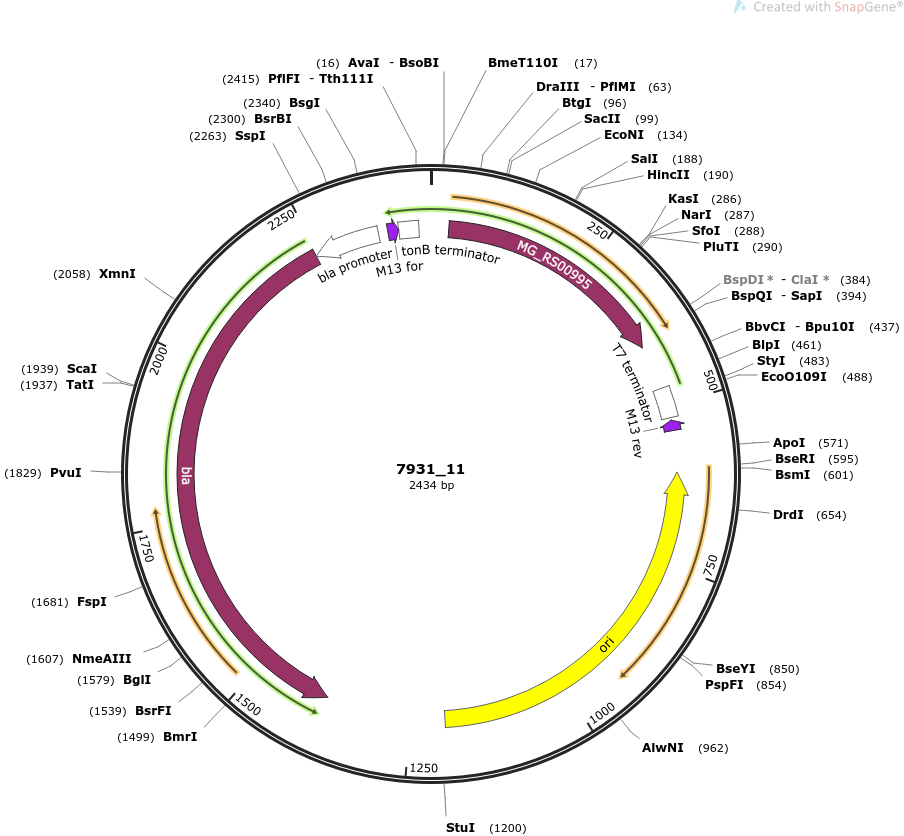 Created with SnapGene®
(16) AvaI - BsoBI
BmeT110I (17)
(2415) PflFI - Tth111I
DraIII - PflMI (63)
(2340) BsgI
BtgI (96)
(2300) BsrBI
SacII (99)
(2263) SspI
EcoNI (134)
SalI (188)
HincII (190)
KasI (286)
NarI (287)
SfoI (288)
PluTI (290)
2250
250
bla promoter
M13 for
tonB terminator
MG_RS00995
(2058) XmnI
BspDI * - ClaI * (384)
BspQI - SapI (394)
BbvCI - Bpu10I (437)
BlpI (461)
StyI (483)
EcoO109I (488)
2000
500
T7 terminator
M13 rev
(1939) ScaI
(1937) TatI
ApoI (571)
BseRI (595)
BsmI (601)
(1829) PvuI
bla
7931_11
2434 bp
DrdI (654)
1750
750
(1681) FspI
ori
(1607) NmeAIII
(1579) BglI
BseYI (850)
PspFI (854)
(1539) BsrFI
1500
1000
(1499) BmrI
AlwNI (962)
1250
StuI (1200)